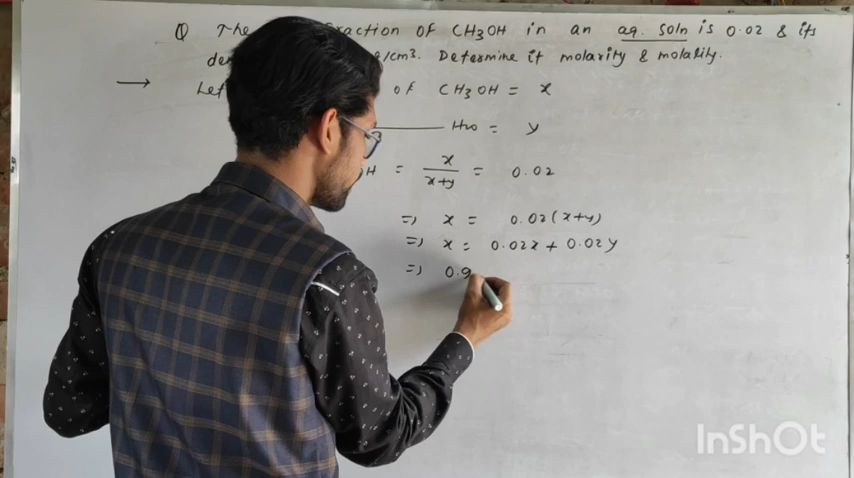 Q The fraction of CH3OH in an aq. soln is 0.02 & its
/cm³. Determine it molarity & molality.
→ Let of CH3OH = x
H2O = y
= x/(x+y) = 0.02
=> x = 0.02(x+y)
=> x = 0.02x + 0.02y
=> 0.9
InShOt